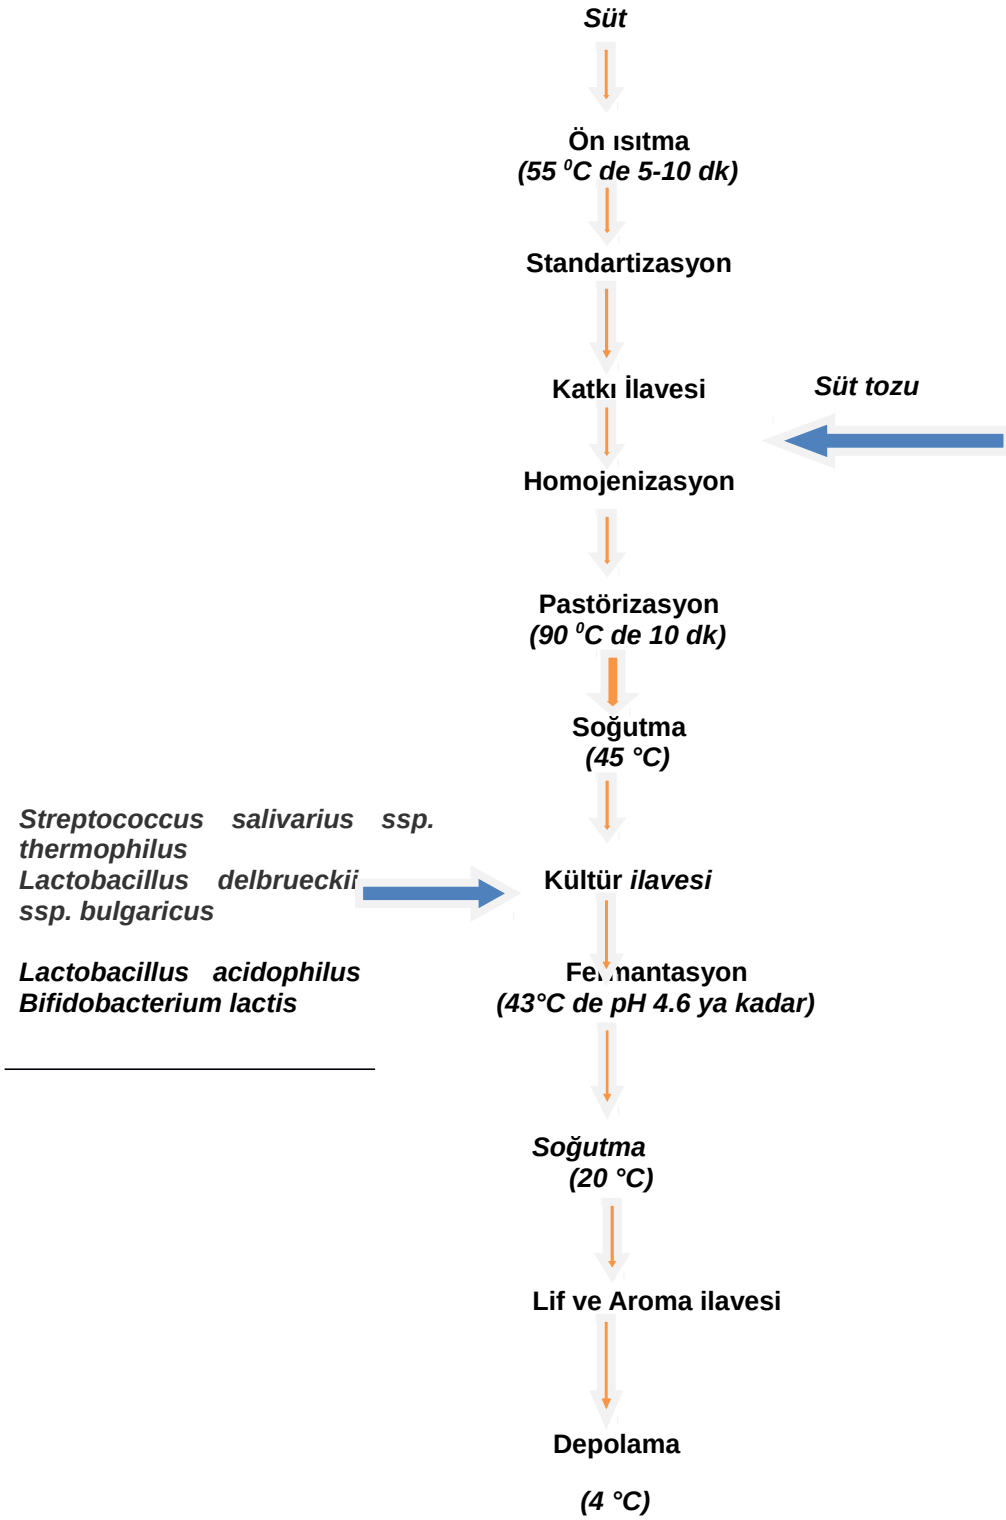 Süt
Ön ısıtma
(55 ⁰C de 5-10 dk)
Standartizasyon
Katkı İlavesi
Süt tozu
Homojenizasyon
Pastörizasyon
(90 ⁰C de 10 dk)
Soğutma
(45 °C)
Streptococcus salivarius ssp.
thermophilus
Lactobacillus delbrueckii
ssp. bulgaricus
Kültür ilavesi
Lactobacillus acidophilus
Bifidobacterium lactis
Fermantasyon
(43°C de pH 4.6 ya kadar)
Soğutma
(20 °C)
Lif ve Aroma ilavesi
Depolama
(4 °C)